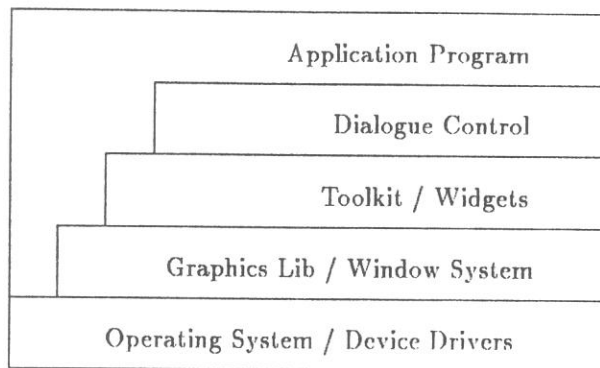 Application Program
Dialogue Control
Toolkit / Widgets
Graphics Lib / Window System
Operating System / Device Drivers